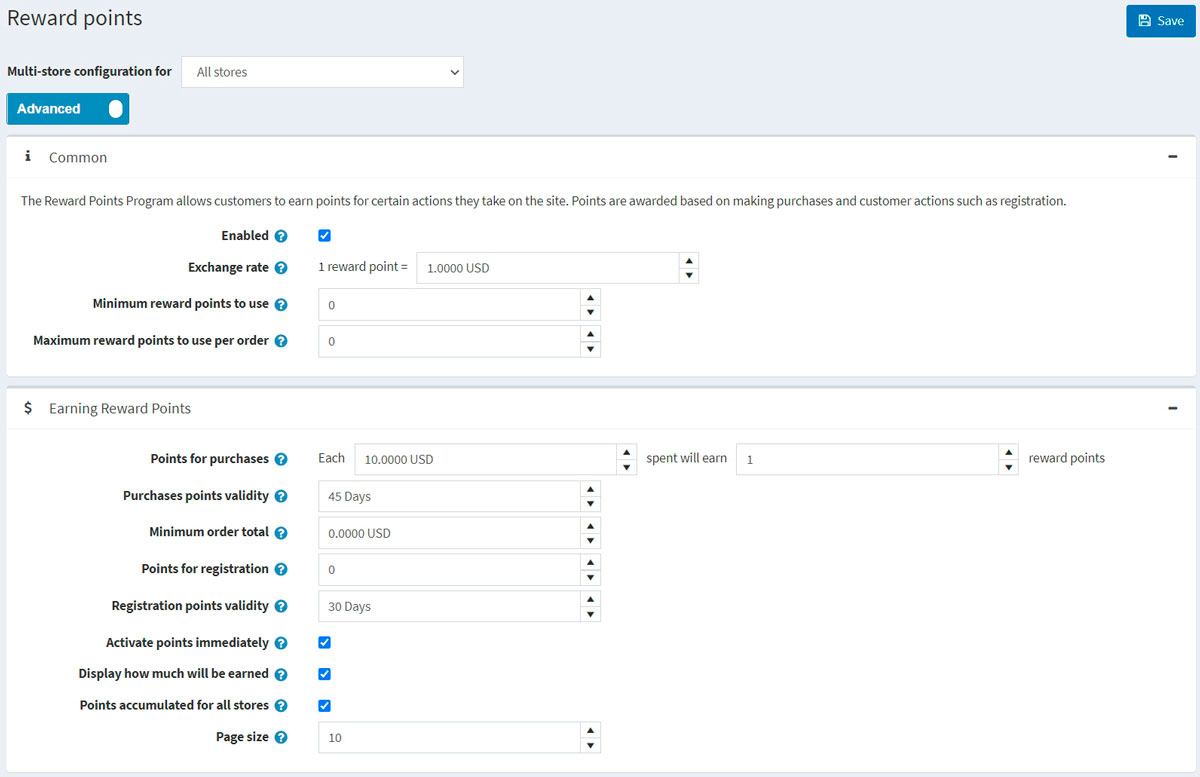 Reward points
Save
Multi-store configuration for All stores
Advanced
Common
The Reward Points Program allows customers to earn points for certain actions they take on the site. Points are awarded based on making purchases and customer actions such as registration.
Enabled
Exchange rate 1 reward point = 1.0000 USD
Minimum reward points to use 0
Maximum reward points to use per order 0
$ Earning Reward Points
Points for purchases Each 10.0000 USD spent will earn 1 reward points
Purchases points validity 45 Days
Minimum order total 0.0000 USD
Points for registration 0
Registration points validity 30 Days
Activate points immediately
Display how much will be earned
Points accumulated for all stores
Page size 10